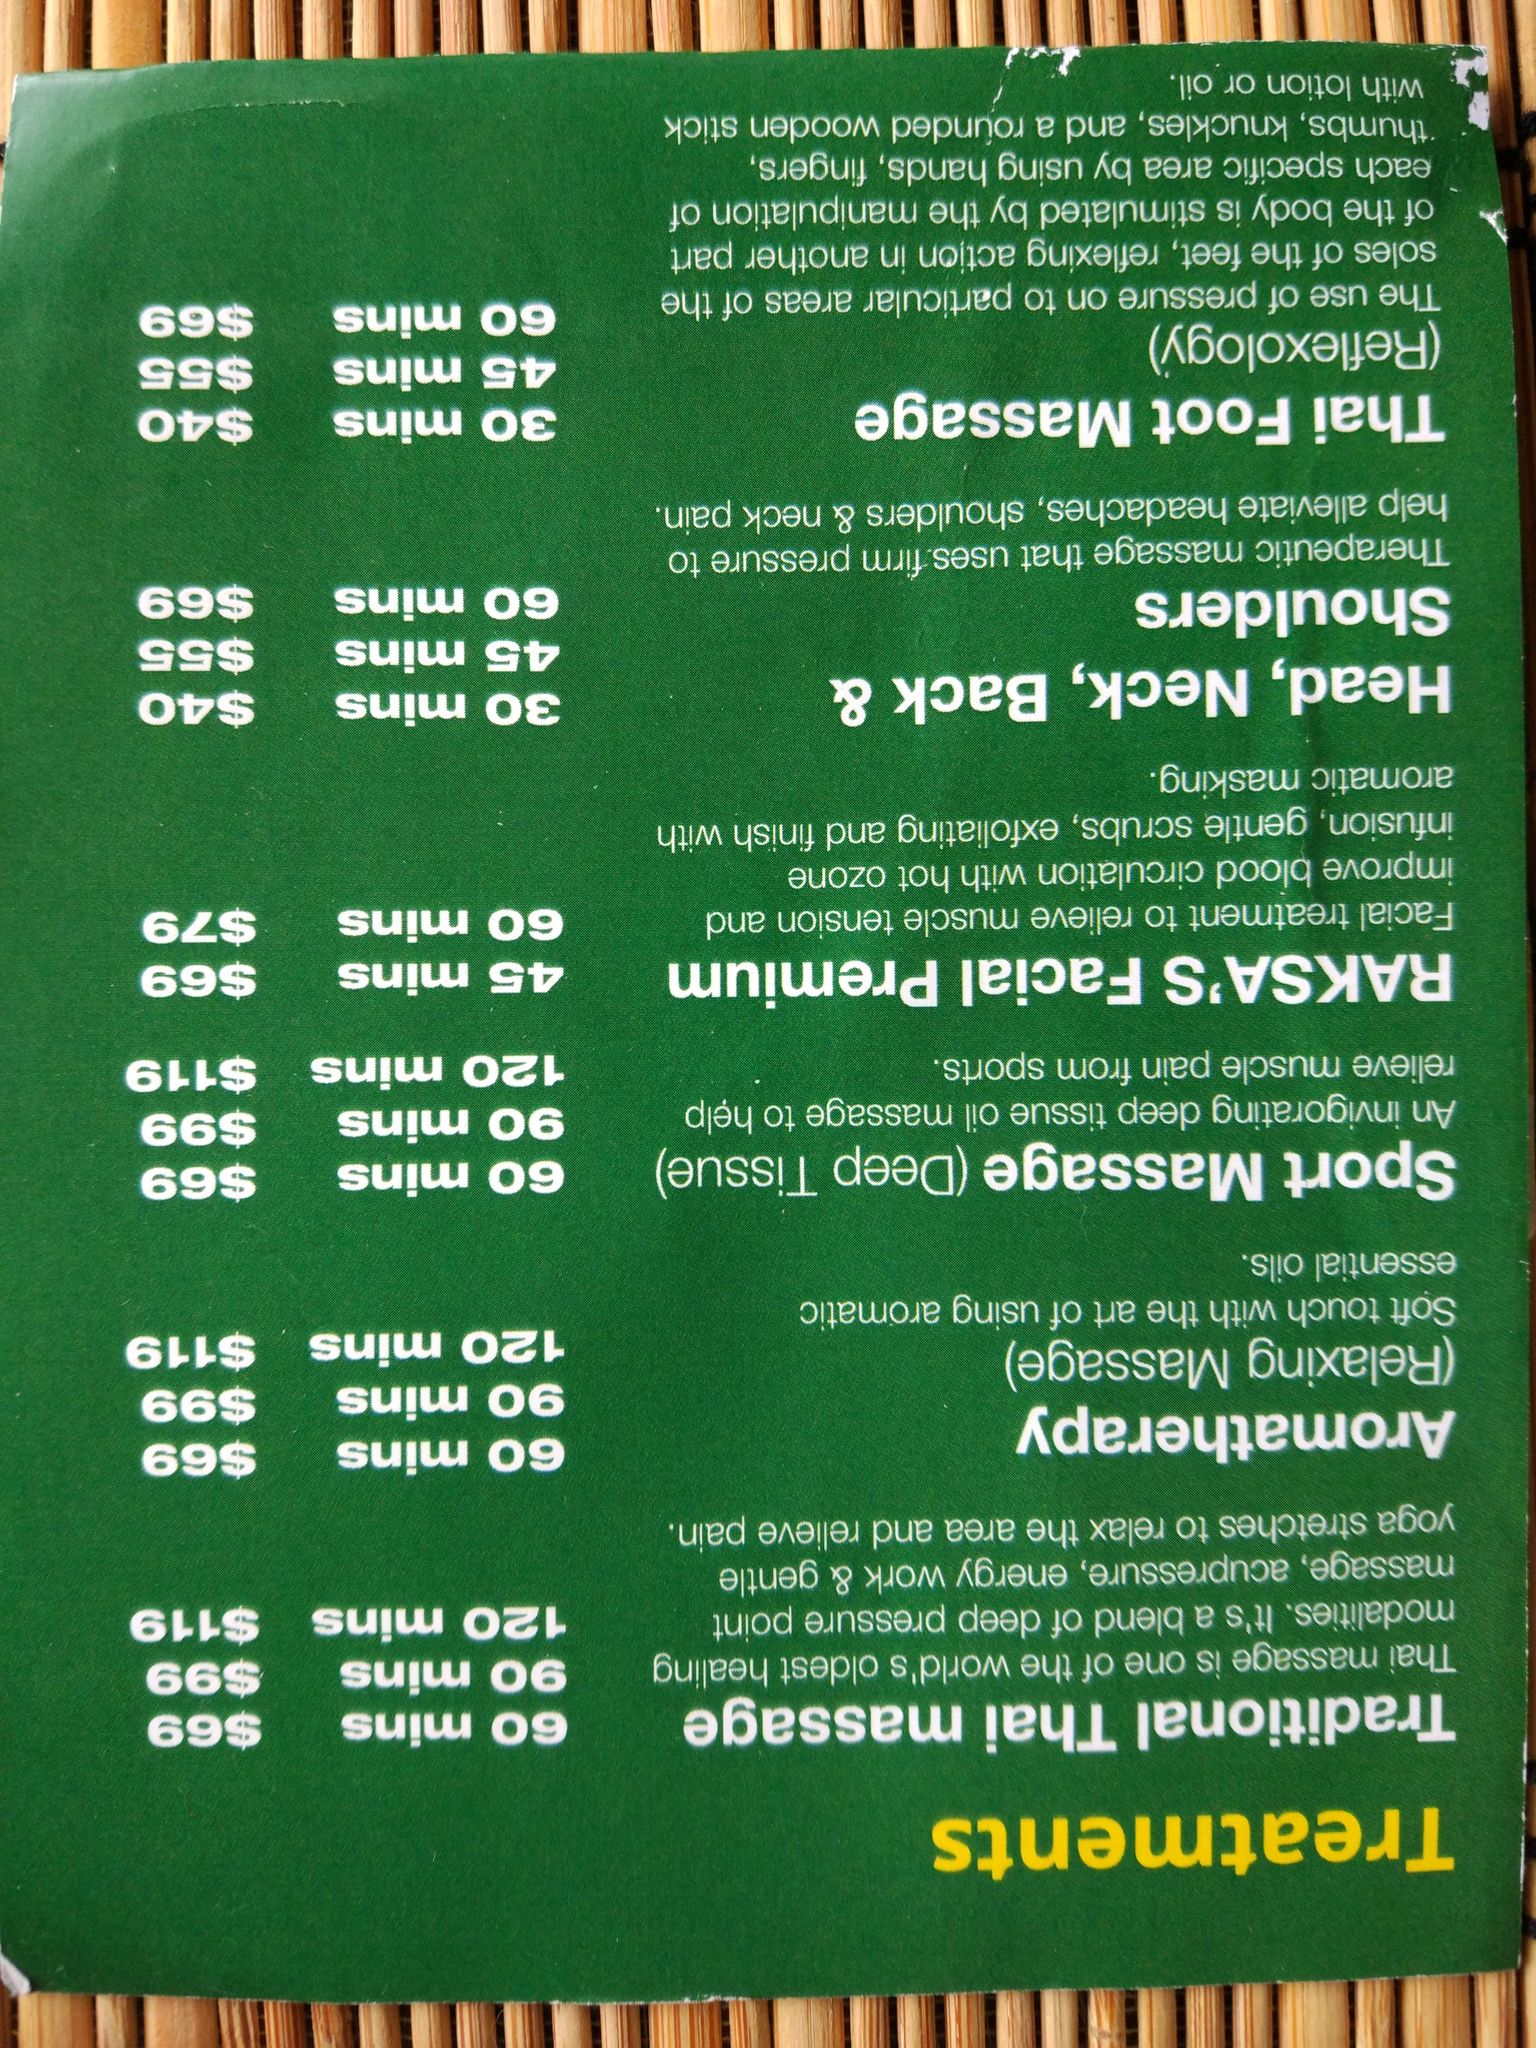 Treatments
Traditional Thai massage 60 mins $69
Thai massage is one of the world's oldest healing 90 mins $99
modalities. It's a blend of deep pressure point 120 mins $119
massage, acupressure, energy work & gentle
yoga stretches to relax the area and relieve pain.
Aromatherapy 60 mins $69
(Relaxing Massage) 90 mins $99
120 mins $119
Soft touch with the art of using aromatic
essential oils.
Sport Massage (Deep Tissue) 60 mins $69
An invigorating deep tissue oil massage to help 90 mins $99
relieve muscle pain from sports. 120 mins $119
RAKSA'S Facial Premium 45 mins $69
Facial treatment to relieve muscle tension and 60 mins $79
improve blood circulation with hot ozone
infusion, gentle scrubs, exfoliating and finish with
aromatic masking.
Head, Neck, Back & 30 mins $40
45 mins $55
Shoulders 60 mins $69
Therapeutic massage that uses firm pressure to
help alleviate headaches, shoulders & neck pain.
Thai Foot Massage 30 mins $40
(Reflexology) 45 mins $55
The use of pressure on to particular areas of the 60 mins $69
soles of the feet, reflexing action in another part
of the body is stimulated by the manipulation of
each specific area by using hands, fingers,
thumbs, knuckles, and a rounded wooden stick
with lotion or oil.